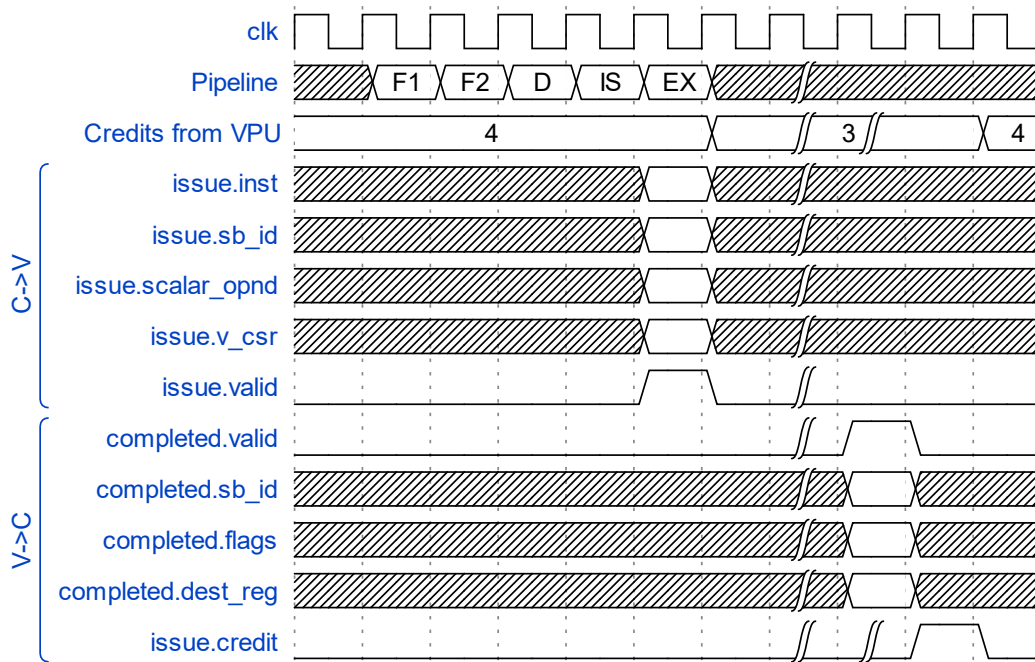 clk
Pipeline F1 F2 D IS EX
Credits from VPU 4 3 4
issue.inst
issue.sb_id
issue.scalar_opnd
issue.v_csr
issue.valid
C->V
completed.valid
completed.sb_id
completed.flags
completed.dest_reg
issue.credit
V->C